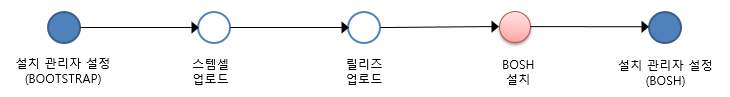 설치 관리자 설정
(BOOTSTRAP)
스템셀
업로드
릴리즈
업로드
BOSH
설치
설치 관리자 설정
(BOSH)